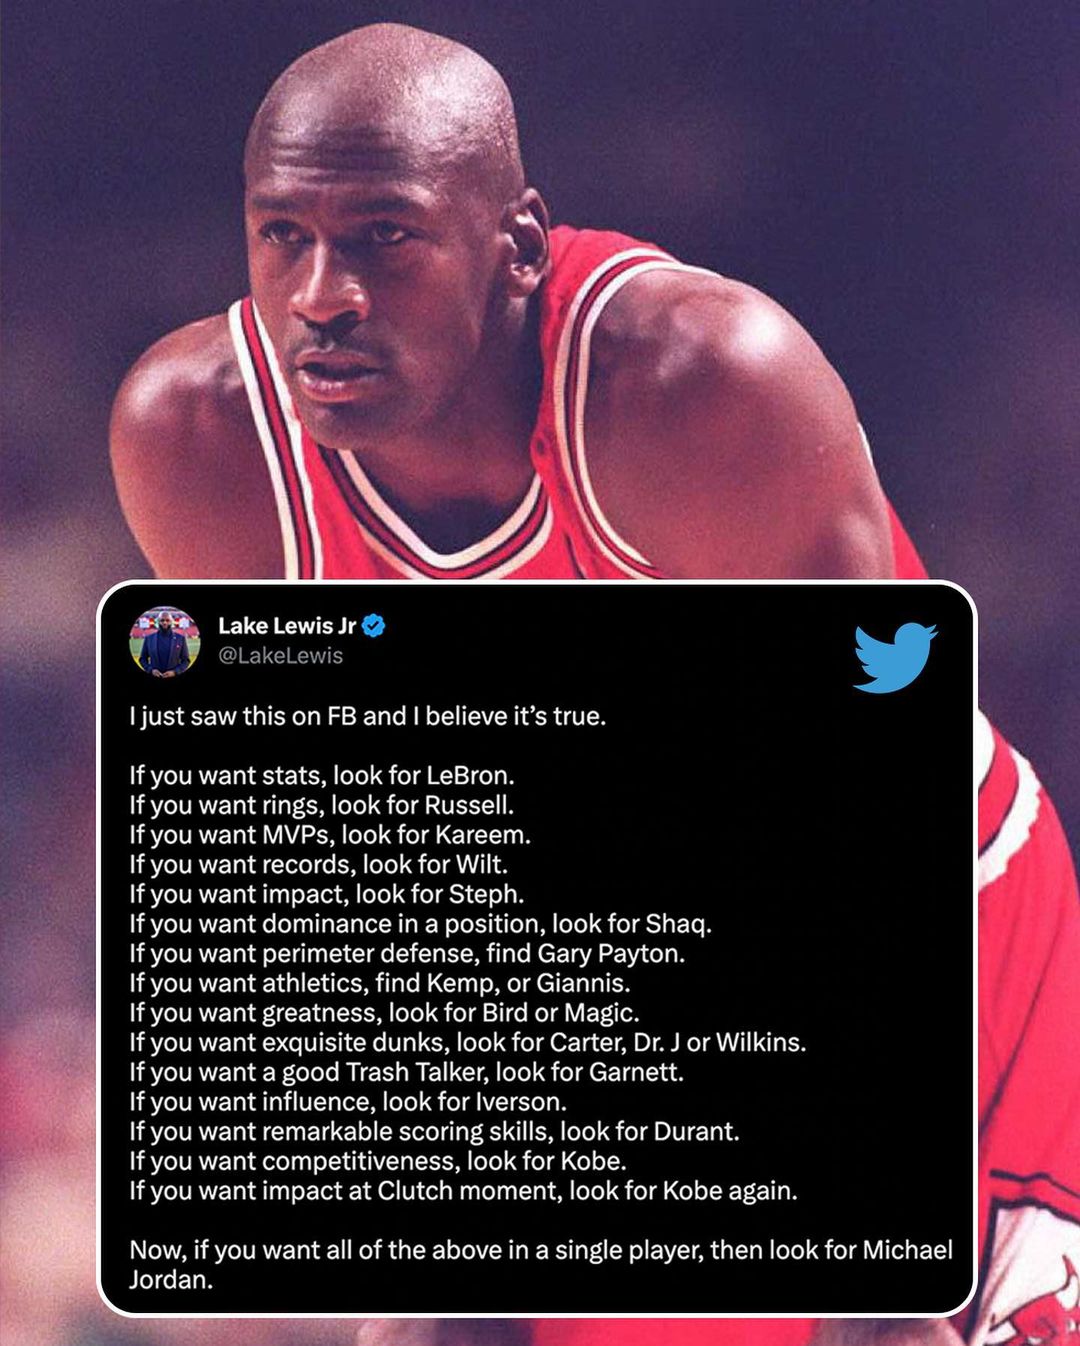 Lake Lewis Jr
@LakeLewis
I just saw this on FB and I believe it’s true.
If you want stats, look for LeBron.
If you want rings, look for Russell.
If you want MVPs, look for Kareem.
If you want records, look for Wilt.
If you want impact, look for Steph.
If you want dominance in a position, look for Shaq.
If you want perimeter defense, find Gary Payton.
If you want athletics, find Kemp, or Giannis.
If you want greatness, look for Bird or Magic.
If you want exquisite dunks, look for Carter, Dr. J or Wilkins.
If you want a good Trash Talker, look for Garnett.
If you want influence, look for Iverson.
If you want remarkable scoring skills, look for Durant.
If you want competitiveness, look for Kobe.
If you want impact at Clutch moment, look for Kobe again.
Now, if you want all of the above in a single player, then look for Michael
Jordan.